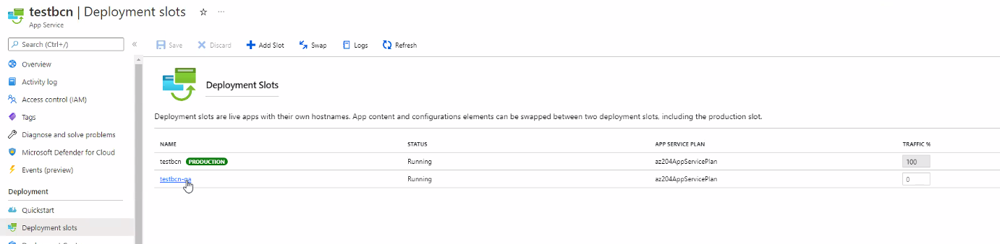 testbcn | Deployment slots
App Service
Search (Ctrl+/)
Save
Discard
Add Slot
Swap
Logs
Refresh
Overview
Activity log
Access control (IAM)
Tags
Diagnose and solve problems
Microsoft Defender for Cloud
Events (preview)
Deployment
Quickstart
Deployment slots
Deployment Slots
Deployment slots are live apps with their own hostnames. App content and configurations elements can be swapped between two deployment slots, including the production slot.
NAME STATUS APP SERVICE PLAN TRAFFIC %
testbcn PRODUCTION Running az204AppServicePlan 100
testbcn-qa Running az204AppServicePlan 0